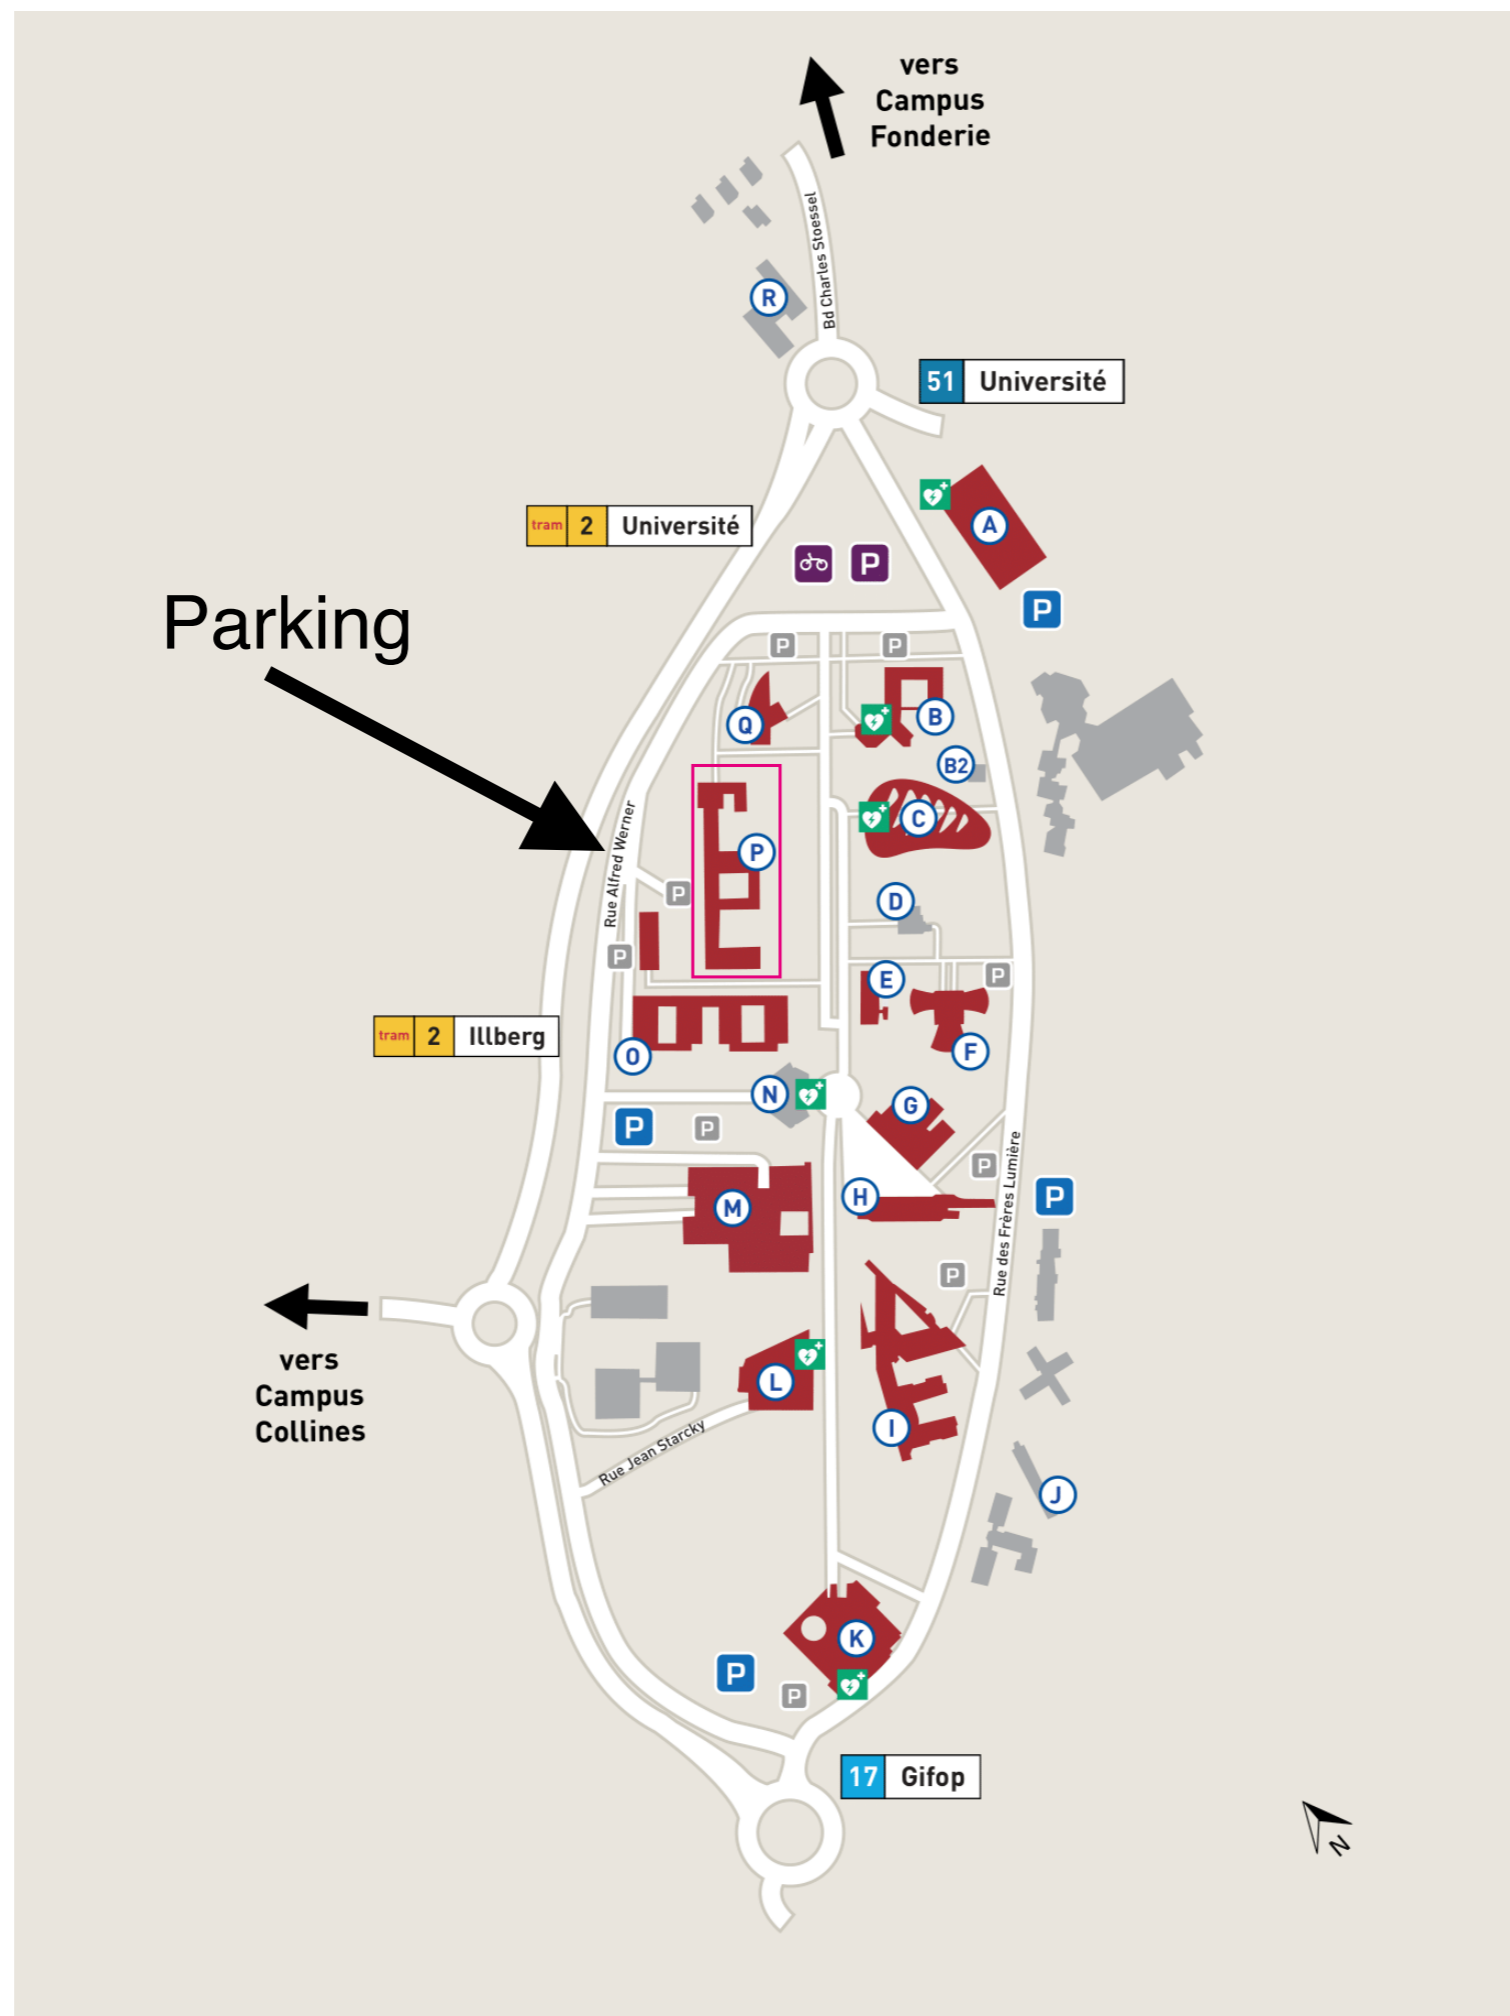 vers
Campus
Fonderie
Bd Charles Stoessel
R
51 Université
A
tram 2 Université
P
P
Parking
P
P
Q
B
B2
C
P
Rue Alfred Werner
P
D
P
E
P
F
tram 2 Illberg
O
N
G
P
P
Rue des Frères Lumière
P
M
H
P
P
vers
Campus
Collines
L
I
Rue Jean Starcky
J
K
P
P
17 Gifop
N